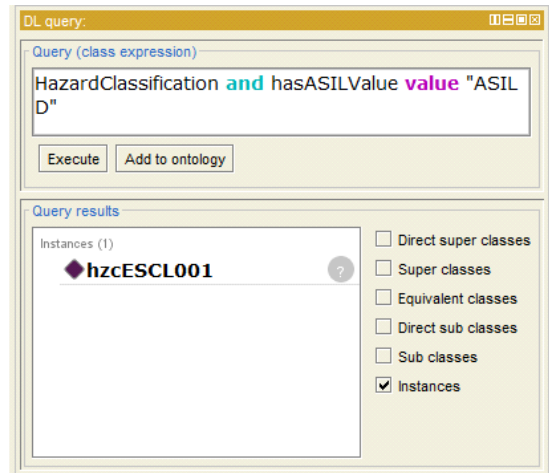 DL query:
Query (class expression)
HazardClassification and hasASILValue value "ASIL
D"
Execute
Add to ontology
Query results
Instances (1)
hzcESCL001
?
Direct super classes
Super classes
Equivalent classes
Direct sub classes
Sub classes
Instances